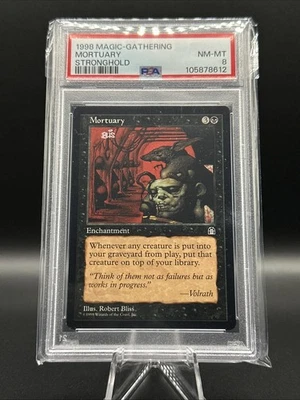 1998 MAGIC-GATHERING
MORTUARY
NM-MT
STRONGHOLD
PSA
8
105878612
Mortuary
3
Enchantment
Whenever any creature is put into
your graveyard from play, put that
creature on top of your library.
"Think of them not as failures but as
works in progress."
—Volrath
Illus. Robert Bliss